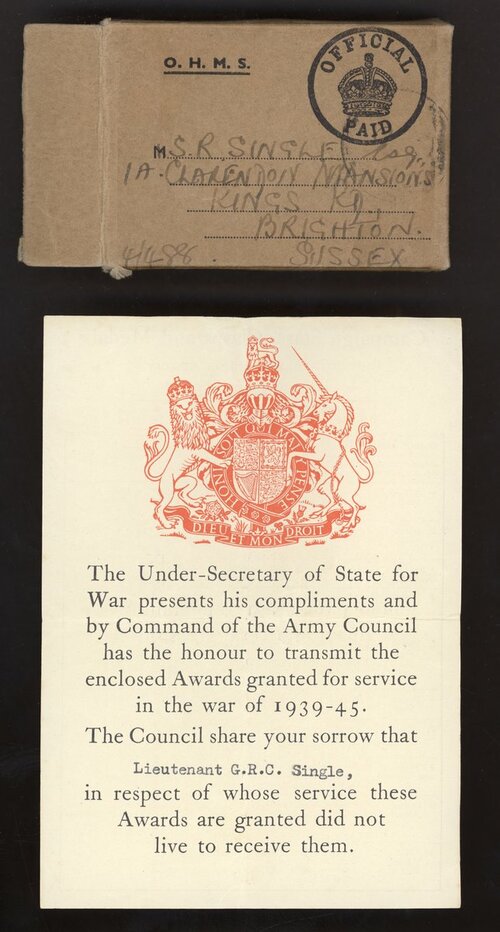 O. H. M. S.
OFFICIAL
PAID
M S. R SINGLE Esq
1A. CLARENDON MANSIONS
KINGS RD,
BRIGHTON.
4/486. SUSSEX
HONI SOIT QUI MAL Y PENSE
DIEU ET MON DROIT
The Under-Secretary of State for
War presents his compliments and
by Command of the Army Council
has the honour to transmit the
enclosed Awards granted for service
in the war of 1939-45.
The Council share your sorrow that
Lieutenant G.R.C. Single,
in respect of whose service these
Awards are granted did not
live to receive them.